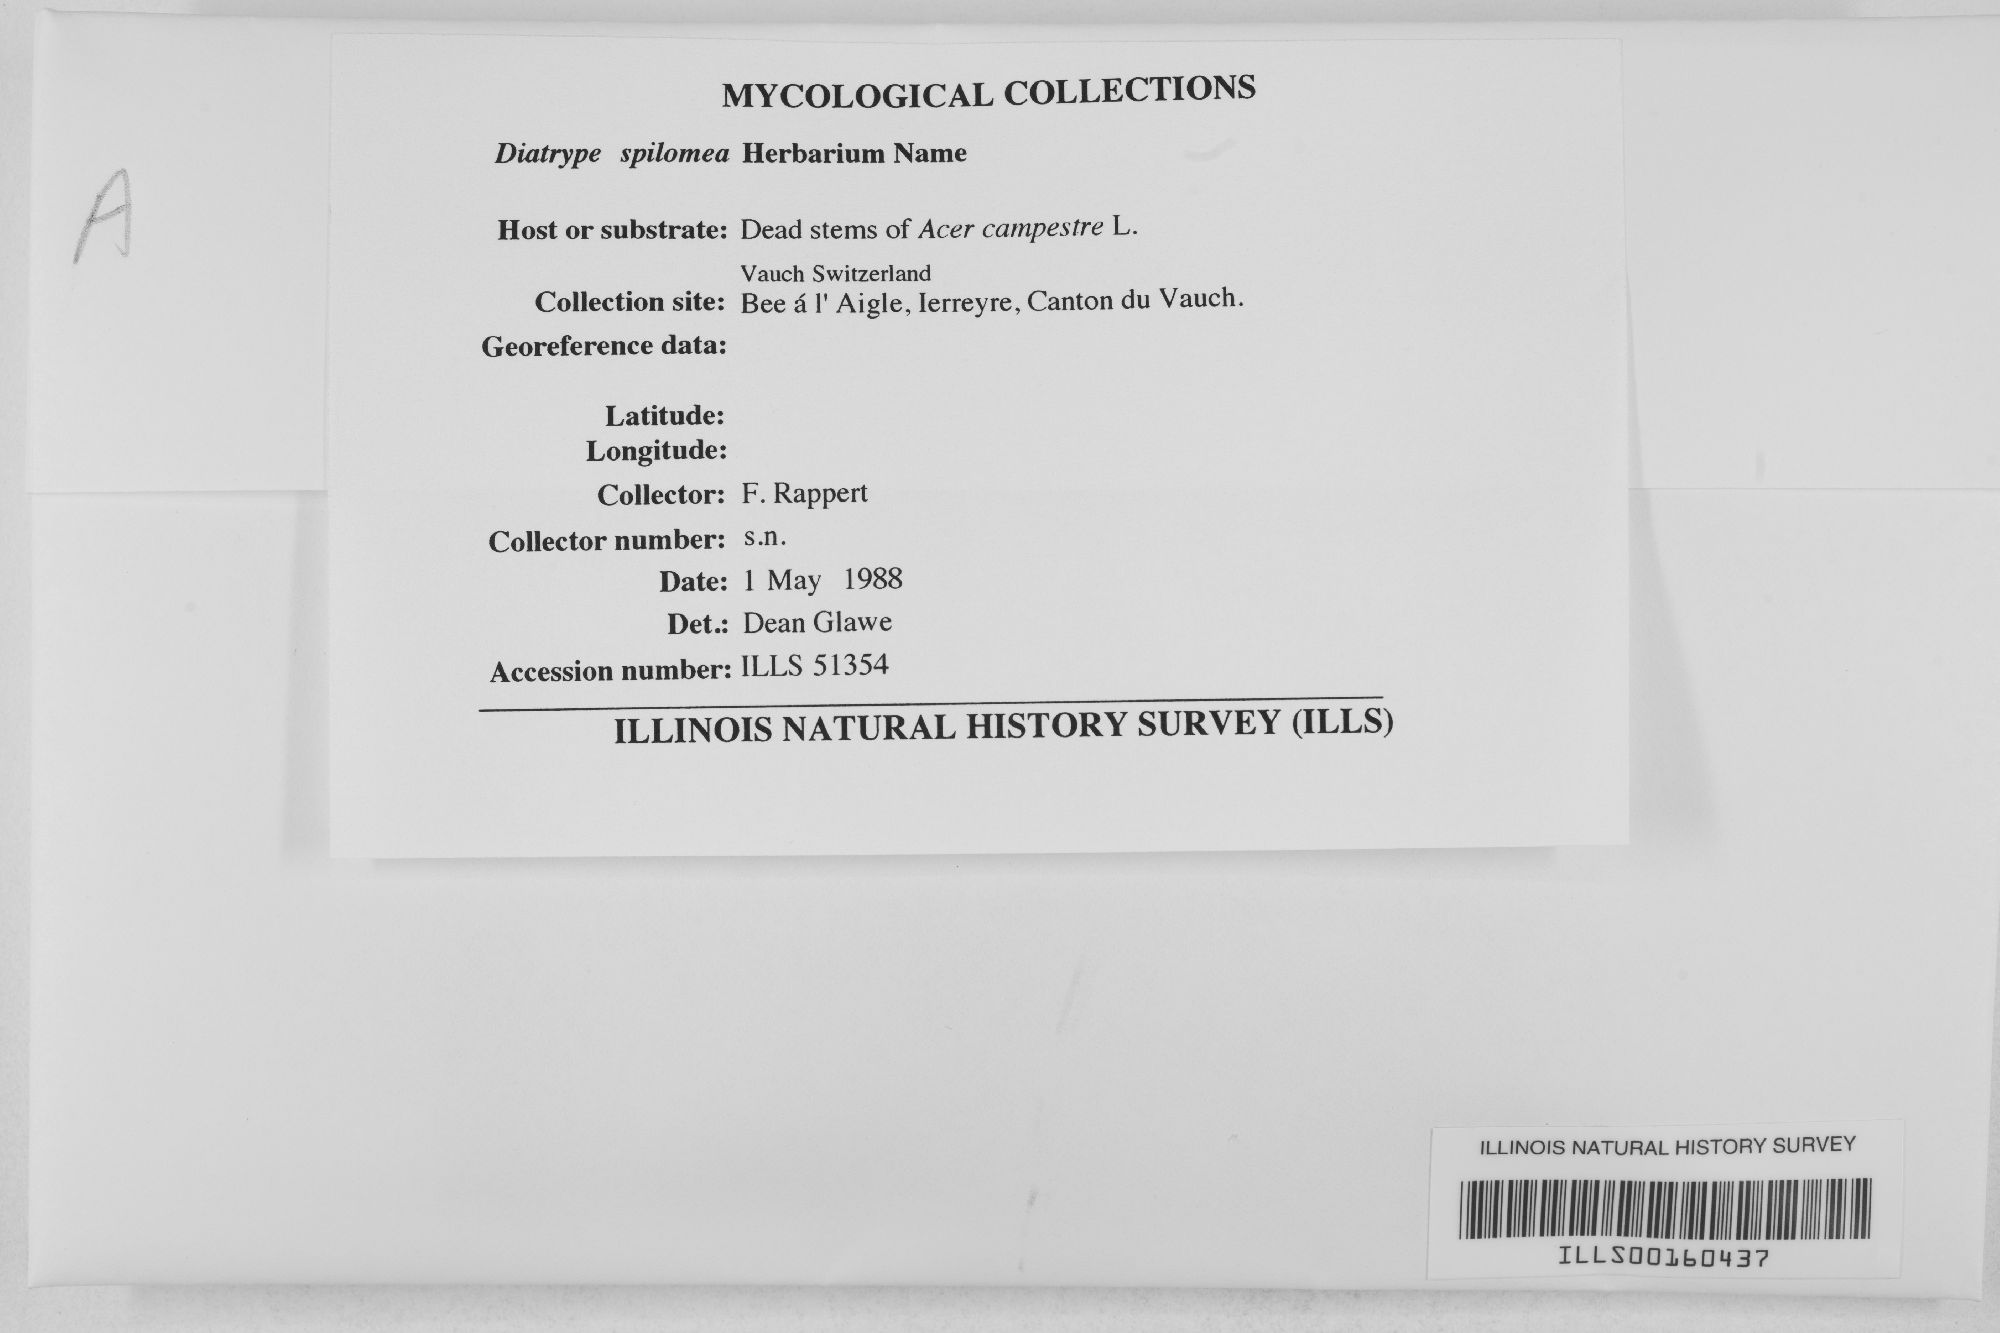 MYCOLOGICAL COLLECTIONS
Diatrype spilomea Herbarium Name
A
Host or substrate: Dead stems of Acer campestre L.
Vauch Switzerland
Collection site: Bee á l' Aigle, Ierreyre, Canton du Vauch.
Georeference data:
Latitude:
Longitude:
Collector: F. Rappert
Collector number: s.n.
Date: 1 May 1988
Det.: Dean Glawe
Accession number: ILLS 51354
ILLINOIS NATURAL HISTORY SURVEY (ILLS)
ILLINOIS NATURAL HISTORY SURVEY
ILLS00160437